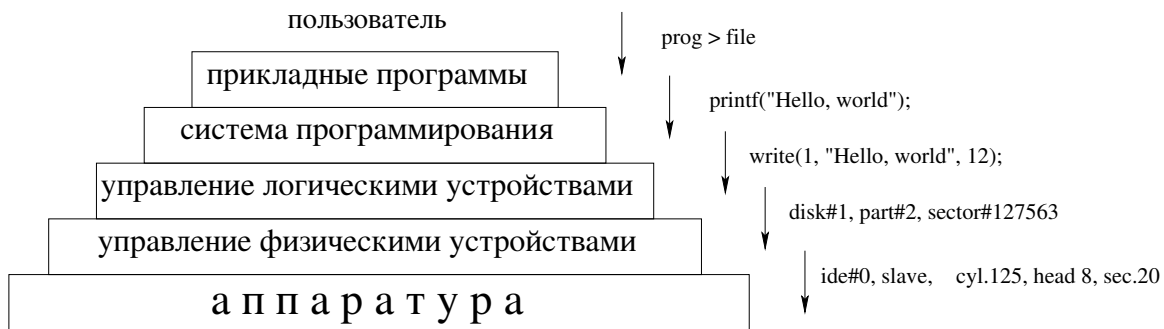 пользователь
prog > file
прикладные программы
printf("Hello, world");
система программирования
write(1, "Hello, world", 12);
управление логическими устройствами
disk#1, part#2, sector#127563
управление физическими устройствами
ide#0, slave, cyl.125, head 8, sec.20
а п п а р а т у р а